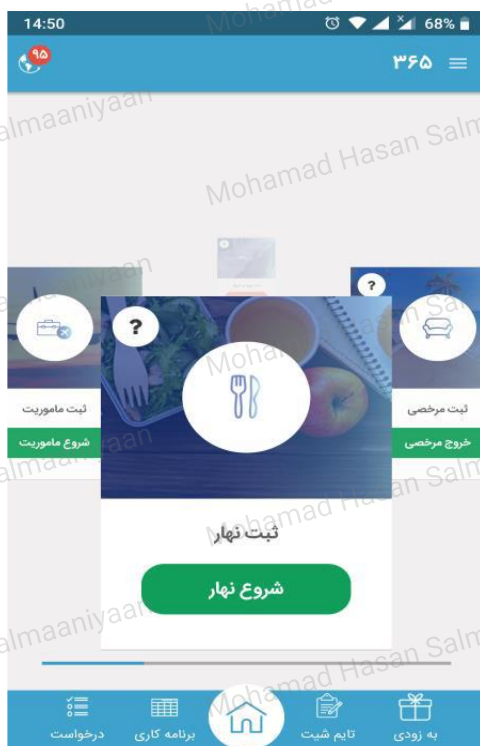 14:50
68%
۹۵
۳۶۵
?
?
ثبت مرخصی
خروج مرخصی
ثبت ماموریت
شروع ماموریت
ثبت نهار
شروع نهار
به زودی
تایم شیت
برنامه کاری
درخواست
Mohamad Hasan Salmaaniyaan